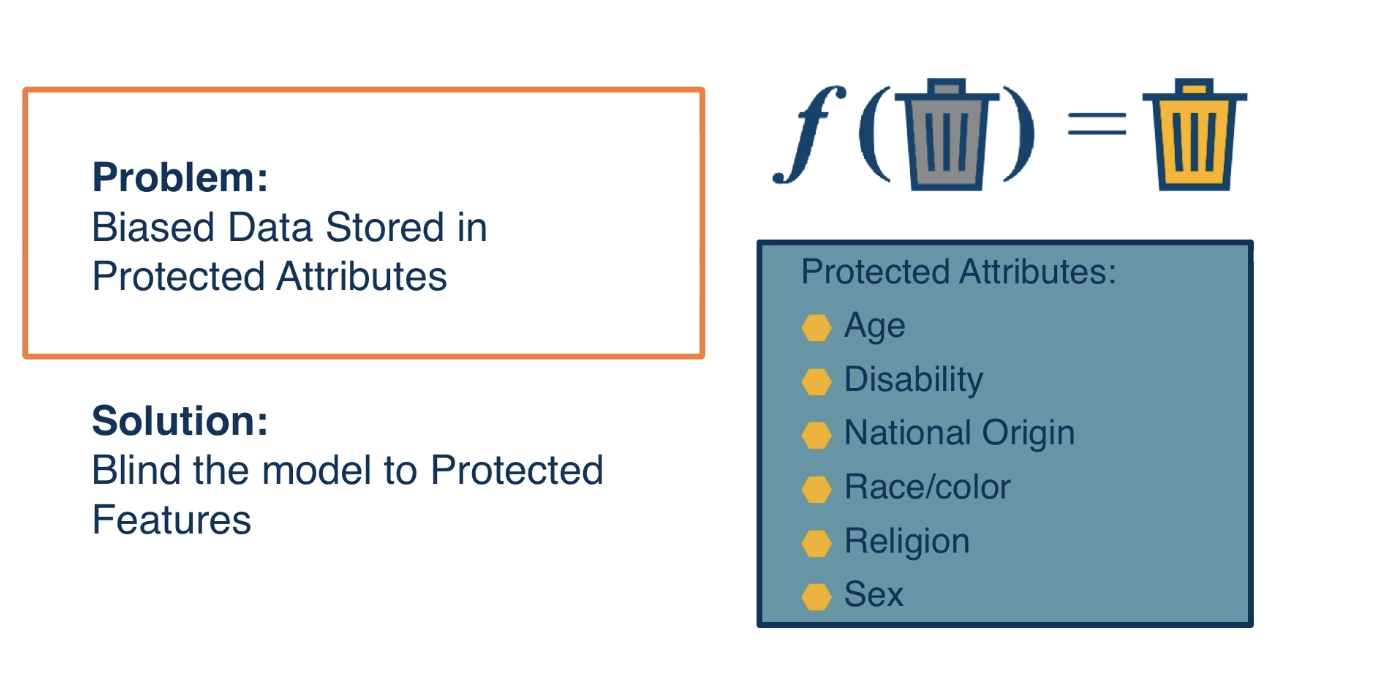 Problem:
Biased Data Stored in
Protected Attributes
Solution:
Blind the model to Protected
Features
f ( ) =
Protected Attributes:
Age
Disability
National Origin
Race/color
Religion
Sex